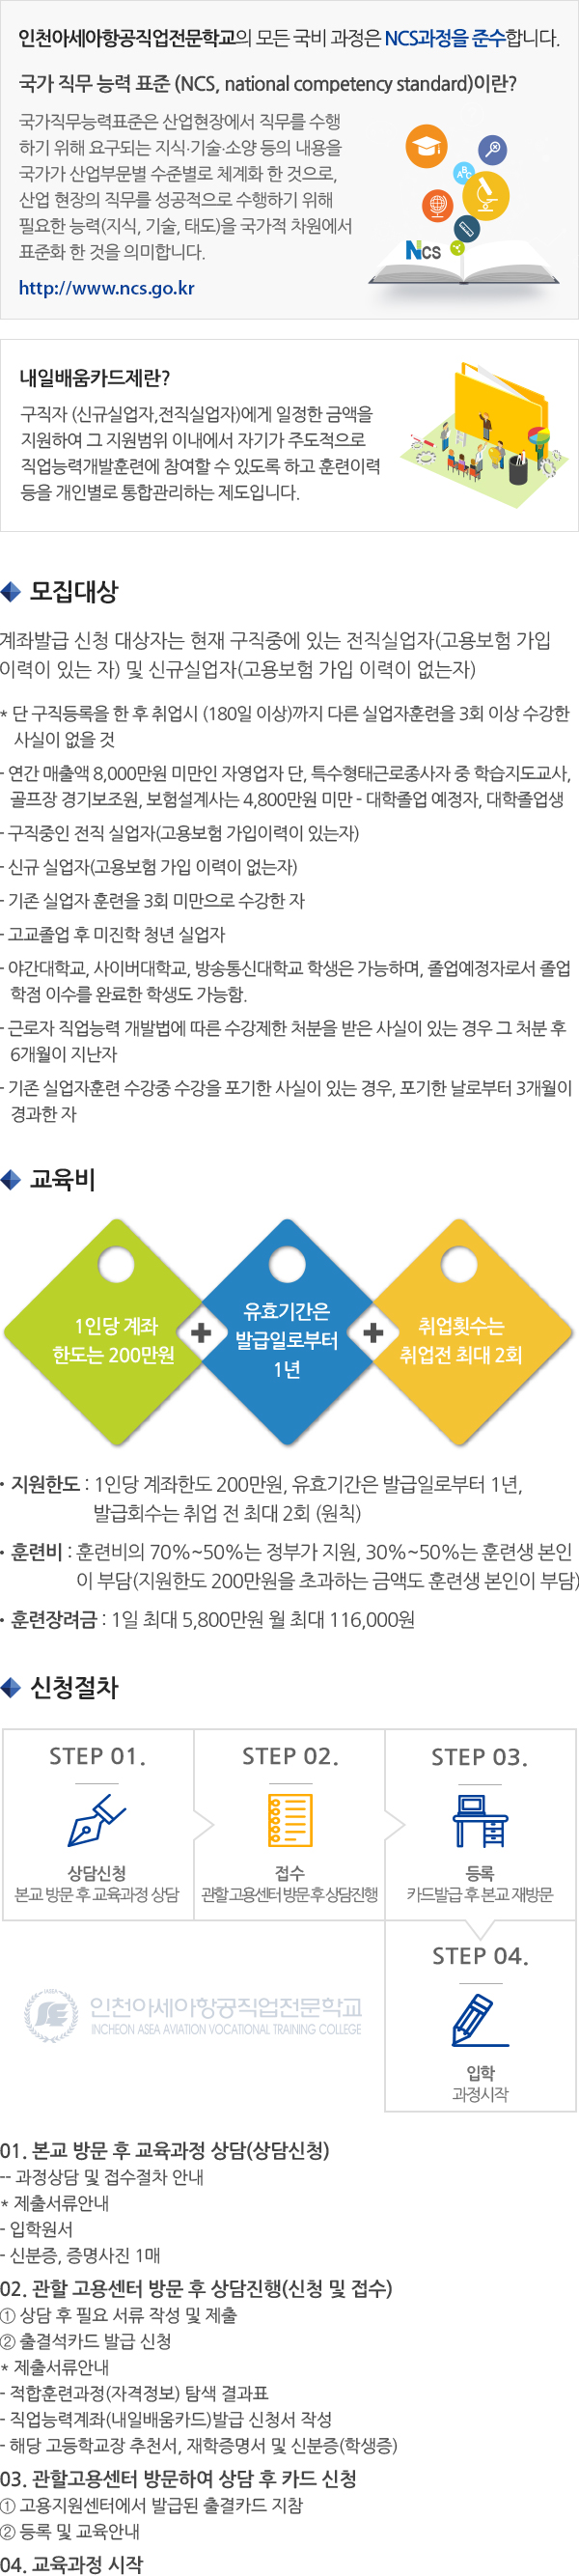 인천아세아항공직업전문학교의 모든 국비 과정은 NCS과정을 준수합니다.
국가 직무 능력 표준 (NCS, national competency standard)이란?
국가직무능력표준은 산업현장에서 직무를 수행
하기 위해 요구되는 지식·기술·소양 등의 내용을
국가가 산업부문별 수준별로 체계화 한 것으로,
산업 현장의 직무를 성공적으로 수행하기 위해
필요한 능력(지식, 기술, 태도)을 국가적 차원에서
표준화 한 것을 의미합니다.
http://www.ncs.go.kr
A B C
NCS
내일배움카드제란?
구직자 (신규실업자,전직실업자)에게 일정한 금액을
지원하여 그 지원범위 이내에서 자기가 주도적으로
직업능력개발훈련에 참여할 수 있도록 하고 훈련이력
등을 개인별로 통합관리하는 제도입니다.
모집대상
계좌발급 신청 대상자는 현재 구직중에 있는 전직실업자(고용보험 가입
이력이 있는 자) 및 신규실업자(고용보험 가입 이력이 없는자)
* 단 구직등록을 한 후 취업시 (180일 이상)까지 다른 실업자훈련을 3회 이상 수강한
사실이 없을 것
- 연간 매출액 8,000만원 미만인 자영업자 단, 특수형태근로종사자 중 학습지도교사,
골프장 경기보조원, 보험설계사는 4,800만원 미만 - 대학졸업 예정자, 대학졸업생
- 구직중인 전직 실업자(고용보험 가입이력이 있는자)
- 신규 실업자(고용보험 가입 이력이 없는자)
- 기존 실업자 훈련을 3회 미만으로 수강한 자
- 고교졸업 후 미진학 청년 실업자
- 야간대학교, 사이버대학교, 방송통신대학교 학생은 가능하며, 졸업예정자로서 졸업
학점 이수를 완료한 학생도 가능함.
- 근로자 직업능력 개발법에 따른 수강제한 처분을 받은 사실이 있는 경우 그 처분 후
6개월이 지난자
- 기존 실업자훈련 수강중 수강을 포기한 사실이 있는 경우, 포기한 날로부터 3개월이
경과한 자
교육비
1인당 계좌
한도는 200만원
+
유효기간은
발급일로부터
1년
+
취업횟수는
취업전 최대 2회
• 지원한도 : 1인당 계좌한도 200만원, 유효기간은 발급일로부터 1년,
발급회수는 취업 전 최대 2회 (원칙)
• 훈련비 : 훈련비의 70%~50%는 정부가 지원, 30%~50%는 훈련생 본인
이 부담(지원한도 200만원을 초과하는 금액도 훈련생 본인이 부담)
• 훈련장려금 : 1일 최대 5,800만원 월 최대 116,000원
신청절차
STEP 01.
상담신청
본교 방문 후 교육과정 상담
STEP 02.
접수
관할 고용센터 방문 후 상담진행
STEP 03.
등록
카드발급 후 본교 재방문
STEP 04.
입학
과정시작
인천아세아항공직업전문학교
INCHEON ASEA AVIATION VOCATIONAL TRAINING COLLEGE
01. 본교 방문 후 교육과정 상담(상담신청)
-- 과정상담 및 접수절차 안내
* 제출서류안내
- 입학원서
- 신분증, 증명사진 1매
02. 관할 고용센터 방문 후 상담진행(신청 및 접수)
① 상담 후 필요 서류 작성 및 제출
② 출결석카드 발급 신청
* 제출서류안내
- 적합훈련과정(자격정보) 탐색 결과표
- 직업능력계좌(내일배움카드)발급 신청서 작성
- 해당 고등학교장 추천서, 재학증명서 및 신분증(학생증)
03. 관할고용센터 방문하여 상담 후 카드 신청
① 고용지원센터에서 발급된 출결카드 지참
② 등록 및 교육안내
04. 교육과정 시작